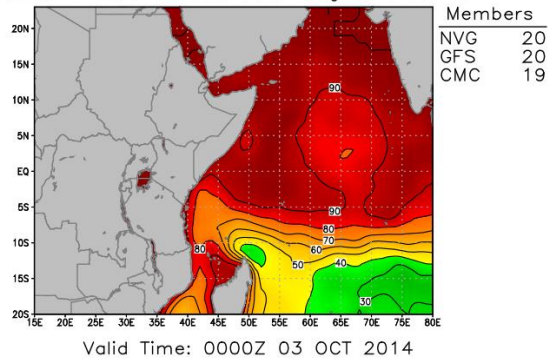 Members
NVG 20
GFS 20
CMC 19
20N
15N
10N
5N
EQ
5S
10S
15S
20S
90
90
80
80
70
60
50
40
30
15E 20E 25E 30E 35E 40E 45E 50E 55E 60E 65E 70E 75E 80E
Valid Time: 0000Z 03 OCT 2014